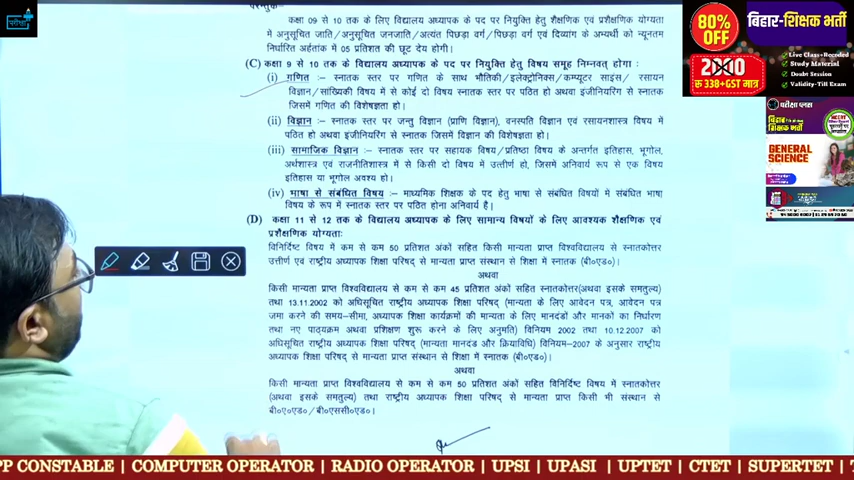 परीक्षा
परन्तुक
कक्षा 09 से 10 तक के लिए विद्यालय अध्यापक के पद पर नियुक्ति हेतु शैक्षणिक एवं प्रशैक्षणिक योग्यता
में अनुसूचित जाति/अनुसूचित जनजाति/अत्यंत पिछड़ा वर्ग/पिछड़ा वर्ग एवं दिव्यांग के अभ्यर्थी को न्यूनतम
निर्धारित अर्हतांक में 05 प्रतिशत की छूट देय होगी।
(C) कक्षा 9 से 10 तक के विद्यालय अध्यापक के पद पर नियुक्ति हेतु विषय समूह निम्नवत् होगा :
(i) गणित :– स्नातक स्तर पर गणित के साथ भौतिकी/इलेक्ट्रोनिक्स/कम्प्यूटर साइंस/ रसायन
विज्ञान/सांख्यिकी विषय में से कोई दो विषय स्नातक स्तर पर पठित हो अथवा इंजीनियरिंग से स्नातक
जिसमें गणित की विशेषज्ञता हो।
(ii) विज्ञान :– स्नातक स्तर पर जन्तु विज्ञान (प्राणि विज्ञान), वनस्पति विज्ञान एवं रसायनशास्त्र विषय में
पठित हो अथवा इंजीनियरिंग से स्नातक जिसमें विज्ञान की विशेषज्ञता हो।
(iii) सामाजिक विज्ञान :– स्नातक स्तर पर सहायक विषय/प्रतिष्ठा विषय के अन्तर्गत इतिहास, भूगोल,
अर्थशास्त्र एवं राजनीतिशास्त्र में से किसी दो विषय में उत्तीर्ण हो, जिसमें अनिवार्य रूप से एक विषय
इतिहास या भूगोल अवश्य हो।
(iv) भाषा से संबंधित विषय :– माध्यमिक शिक्षक के पद हेतु भाषा से संबंधित विषयों में संबंधित भाषा
विषय के रूप में स्नातक स्तर पर पठित होना अनिवार्य है।
(D) कक्षा 11 से 12 तक के विद्यालय अध्यापक के लिए सामान्य विषयों के लिए आवश्यक शैक्षणिक एवं
प्रशैक्षणिक योग्यताः
विनिर्दिष्ट विषय में कम से कम 50 प्रतिशत अंकों सहित किसी मान्यता प्राप्त विश्वविद्यालय से स्नातकोत्तर
उत्तीर्ण एवं राष्ट्रीय अध्यापक शिक्षा परिषद् से मान्यता प्राप्त संस्थान से शिक्षा में स्नातक (बी०एड०)।
अथवा
किसी मान्यता प्राप्त विश्वविद्यालय से कम से कम 45 प्रतिशत अंकों सहित स्नातकोत्तर(अथवा इसके समतुल्य)
तथा 13.11.2002 को अधिसूचित राष्ट्रीय अध्यापक शिक्षा परिषद् (मान्यता के लिए आवेदन पत्र, आवेदन पत्र
जमा करने की समय–सीमा, अध्यापक शिक्षा कार्यक्रमों की मान्यता के लिए मानदंडों और मानकों का निर्धारण
तथा नए पाठ्यक्रम अथवा प्रशिक्षण शुरू करने के लिए अनुमति) विनियम 2002 तथा 10.12.2007 को
अधिसूचित राष्ट्रीय अध्यापक शिक्षा परिषद् (मान्यता मानदंड और क्रियाविधि) विनियम–2007 के अनुसार राष्ट्रीय
अध्यापक शिक्षा परिषद् से मान्यता प्राप्त संस्थान से शिक्षा में स्नातक (बी०एड०)।
अथवा
किसी मान्यता प्राप्त विश्वविद्यालय से कम से कम 50 प्रतिशत अंकों सहित विनिर्दिष्ट विषय में स्नातकोत्तर
(अथवा इसके समतुल्य) तथा राष्ट्रीय अध्यापक शिक्षा परिषद् से मान्यता प्राप्त किसी भी संस्थान से
बी०ए०एड०/बी०एससी०एड०।
80%
OFF
बिहार-शिक्षक भर्ती
रु 338+GST मात्र
Live Class+Recorded
Study Material
Doubt Session
Validity-Till Exam
परीक्षा प्लस
GENERAL
SCIENCE
PP CONSTABLE | COMPUTER OPERATOR | RADIO OPERATOR | UPSI | UPASI | UPTET | CTET | SUPERTET |